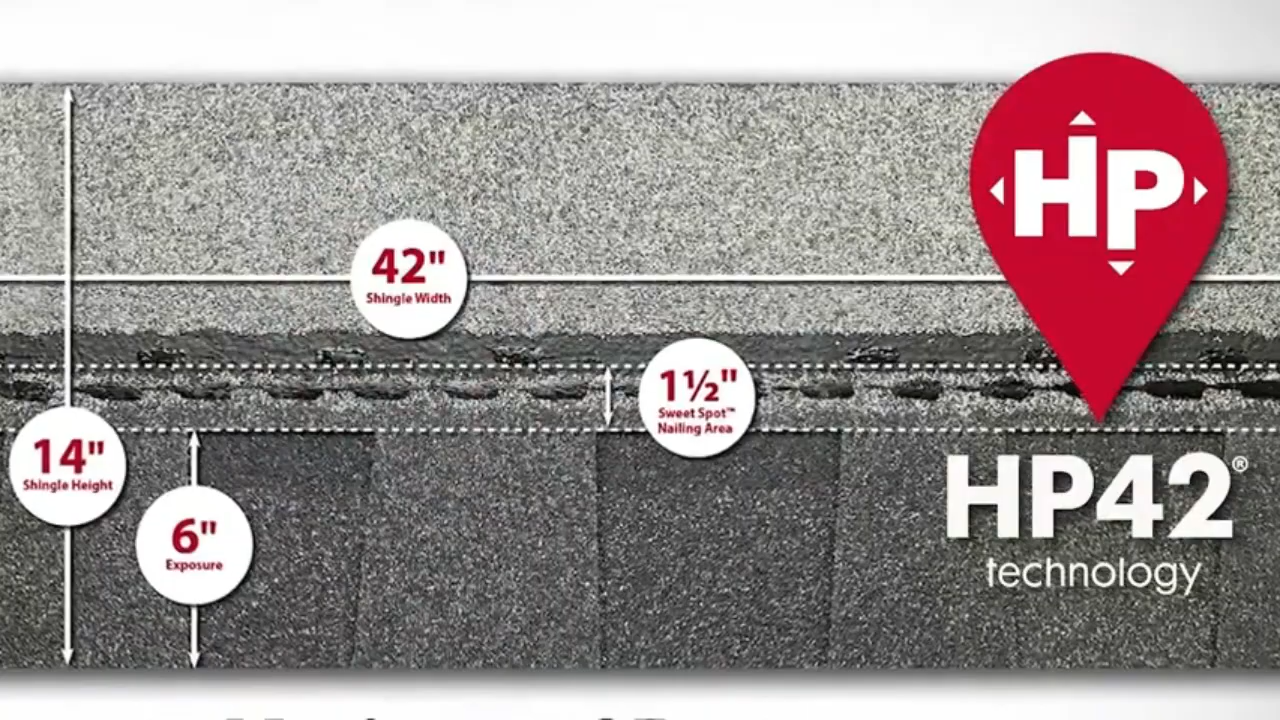 HP
42"
Shingle Width
1½"
Sweet Spot™
Nailing Area
14"
Shingle Height
6"
Exposure
HP42®
technology